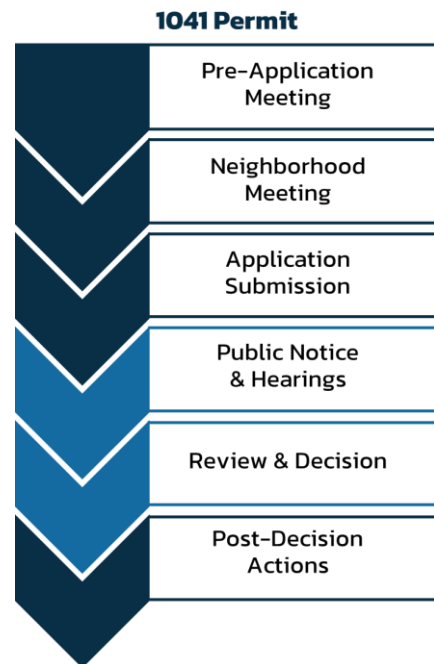 1041 Permit
Pre-Application
Meeting
Neighborhood
Meeting
Application
Submission
Public Notice
& Hearings
Review & Decision
Post-Decision
Actions